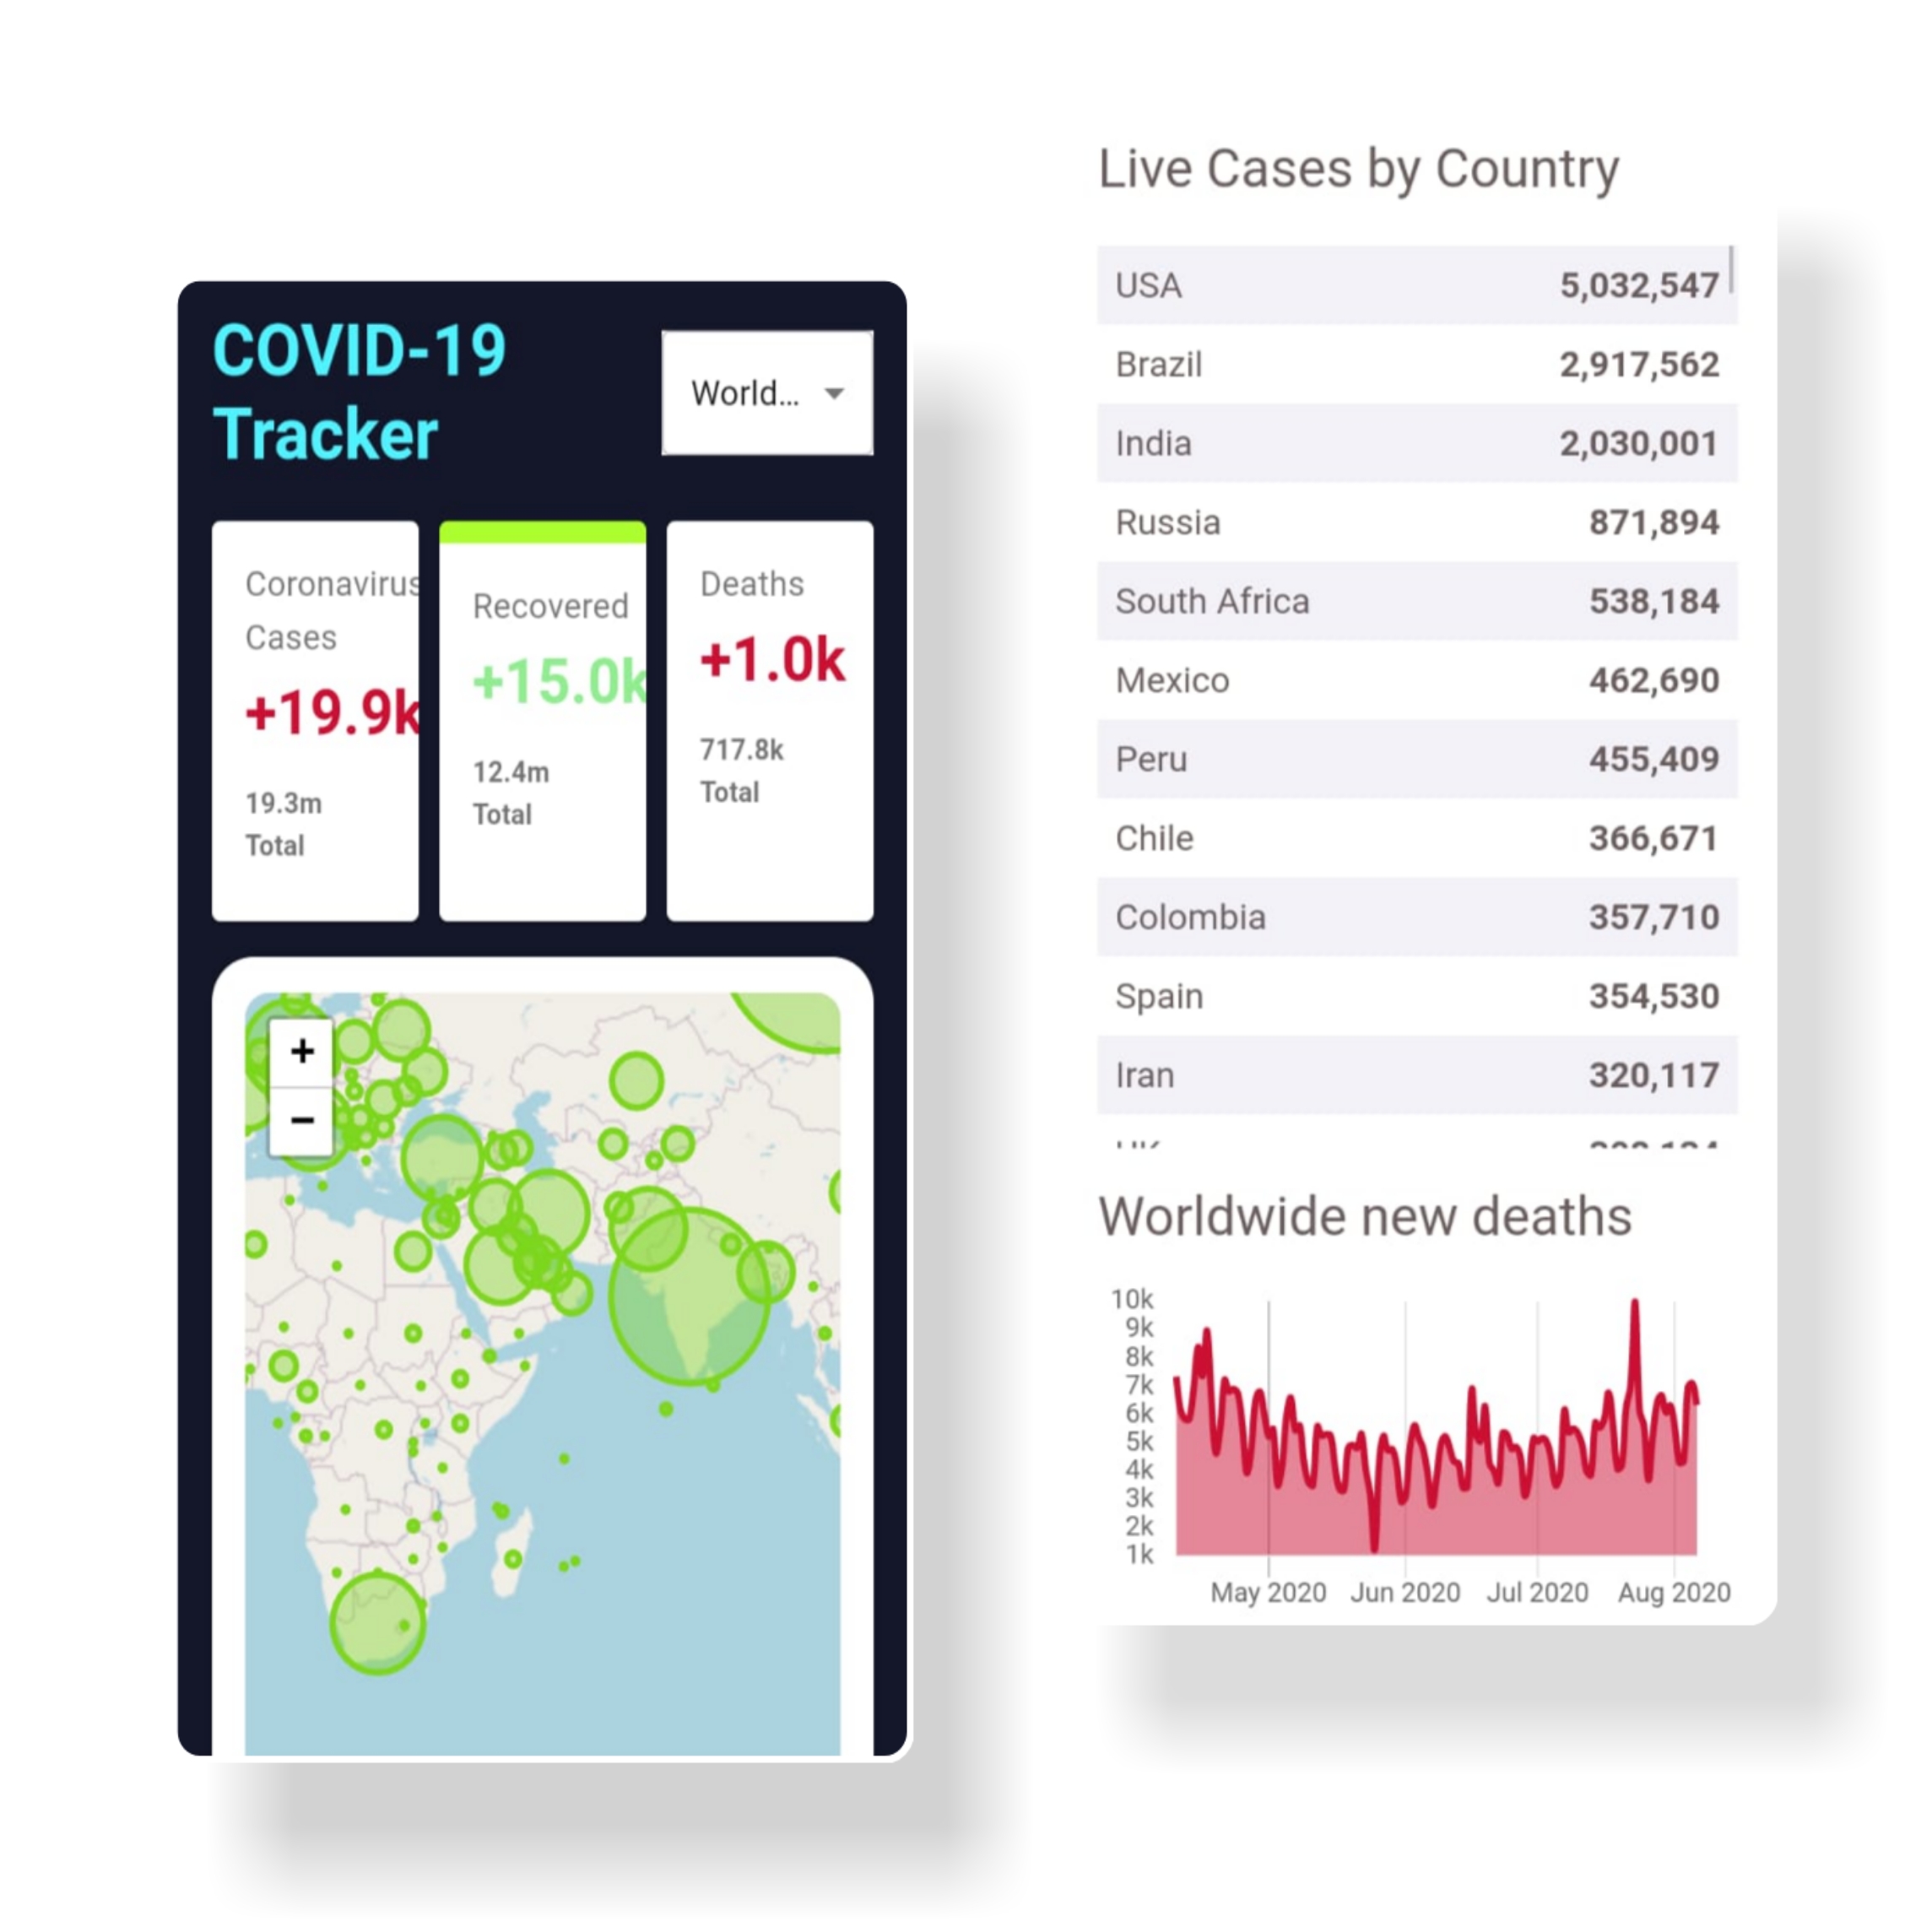 COVID-19
Tracker
World...
Coronavirus
Cases
+19.9k
19.3m
Total
Recovered
+15.0k
12.4m
Total
Deaths
+1.0k
717.8k
Total
+
−
Live Cases by Country
USA 5,032,547
Brazil 2,917,562
India 2,030,001
Russia 871,894
South Africa 538,184
Mexico 462,690
Peru 455,409
Chile 366,671
Colombia 357,710
Spain 354,530
Iran 320,117
Worldwide new deaths
10k
9k
8k
7k
6k
5k
4k
3k
2k
1k
May 2020 Jun 2020 Jul 2020 Aug 2020